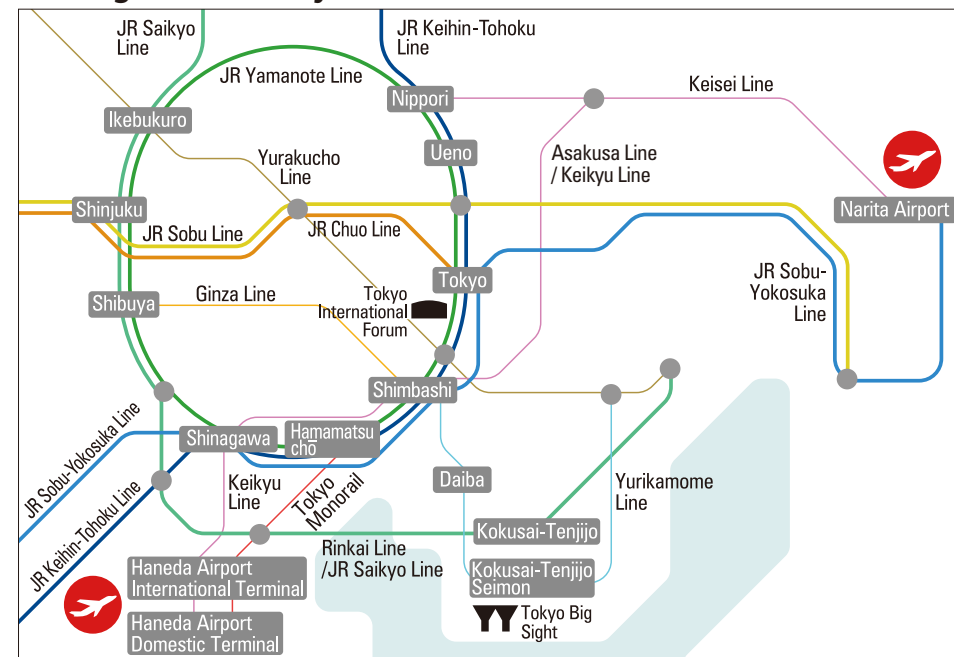 JR Saikyo
Line
JR Keihin-Tohoku
Line
JR Yamanote Line
Nippori
Keisei Line
Ikebukuro
Ueno
Yurakucho
Line
Asakusa Line
/ Keikyu Line
Shinjuku
Narita Airport
JR Sobu Line
JR Chuo Line
Tokyo
JR Sobu-
Yokosuka
Line
Shibuya
Ginza Line
Tokyo
International
Forum
Shimbashi
Shinagawa
Hamamatsu
chō
JR Sobu-Yokosuka Line
JR Keihin-Tohoku Line
Keikyu
Line
Tokyo
Monorail
Daiba
Yurikamome
Line
Kokusai-Tenjijo
Rinkai Line
/JR Saikyo Line
Haneda Airport
International Terminal
Kokusai-Tenjijo
Seimon
Haneda Airport
Domestic Terminal
Tokyo Big
Sight